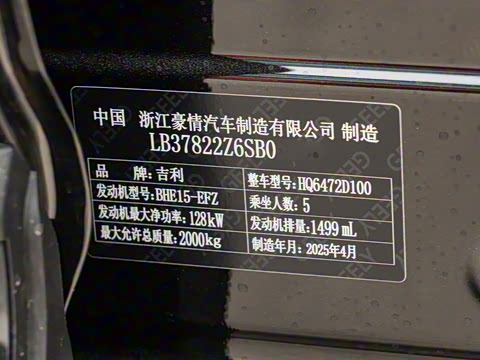 中国 浙江豪情汽车制造有限公司 制造
LB37822Z6SB0
品 牌:吉利 整车型号:HQ6472D100
发动机型号:BHE15-EFZ 乘坐人数:5
发动机最大净功率:128kW 发动机排量:1499 mL
最大允许总质量:2000kg 制造年月:2025年4月